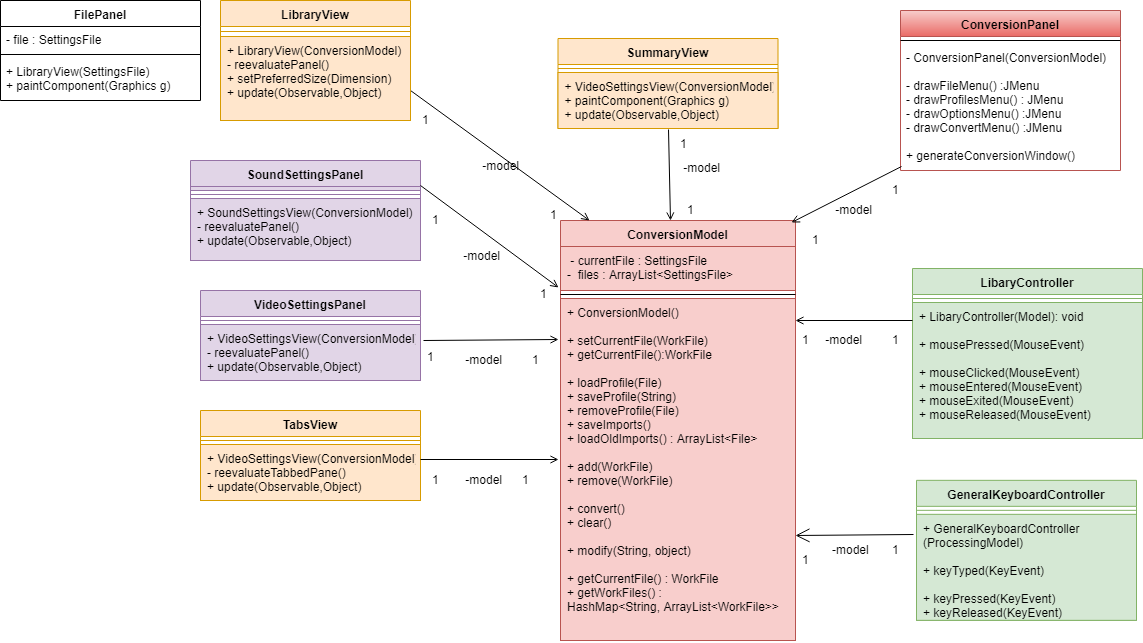 FilePanel
- file : SettingsFile
+ LibraryView(SettingsFile)
+ paintComponent(Graphics g)
LibraryView
+ LibraryView(ConversionModel)
- reevaluatePanel()
+ setPreferredSize(Dimension)
+ update(Observable,Object)
1
-model
1
SummaryView
+ VideoSettingsView(ConversionModel
+ paintComponent(Graphics g)
+ update(Observable,Object)
1
-model
1
ConversionPanel
- ConversionPanel(ConversionModel)
- drawFileMenu() :JMenu
- drawProfilesMenu() : JMenu
- drawOptionsMenu() :JMenu
- drawConvertMenu() :JMenu
+ generateConversionWindow()
1
-model
1
SoundSettingsPanel
+ SoundSettingsView(ConversionModel)
- reevaluatePanel()
+ update(Observable,Object)
1
-model
1
VideoSettingsPanel
+ VideoSettingsView(ConversionModel
- reevaluatePanel()
+ update(Observable,Object)
1
-model
1
TabsView
+ VideoSettingsView(ConversionModel
- reevaluateTabbedPane()
+ update(Observable,Object)
1
-model
1
ConversionModel
- currentFile : SettingsFile
- files : ArrayList<SettingsFile>
+ ConversionModel()
+ setCurrentFile(WorkFile)
+ getCurrentFile():WorkFile
+ loadProfile(File)
+ saveProfile(String)
+ removeProfile(File)
+ saveImports()
+ loadOldImports() : ArrayList<File>
+ add(WorkFile)
+ remove(WorkFile)
+ convert()
+ clear()
+ modify(String, object)
+ getCurrentFile() : WorkFile
+ getWorkFiles() :
HashMap<String, ArrayList<WorkFile>>
LibaryController
+ LibaryController(Model): void
+ mousePressed(MouseEvent)
+ mouseClicked(MouseEvent)
+ mouseEntered(MouseEvent)
+ mouseExited(MouseEvent)
+ mouseReleased(MouseEvent)
1
-model
1
GeneralKeyboardController
+ GeneralKeyboardController
(ProcessingModel)
+ keyTyped(KeyEvent)
+ keyPressed(KeyEvent)
+ keyReleased(KeyEvent)
1
-model
1